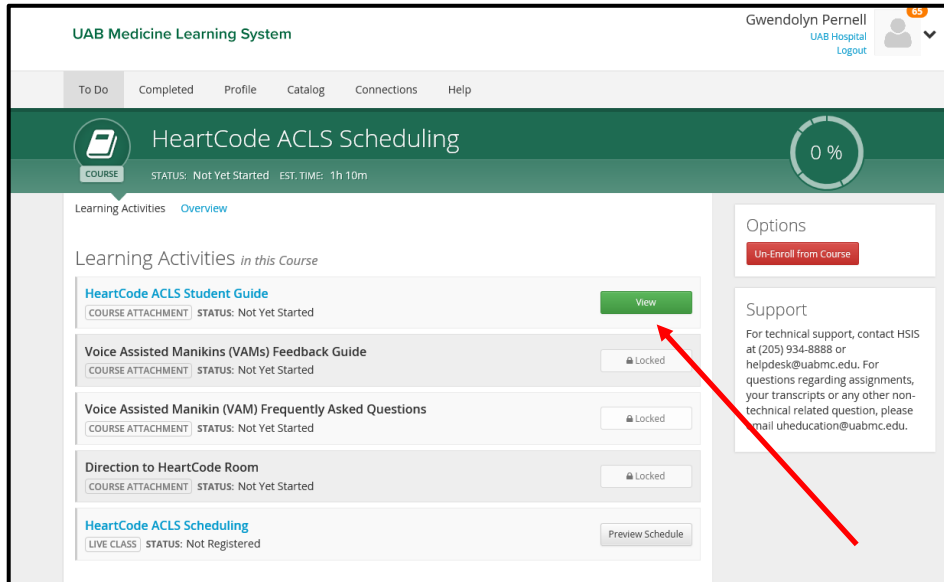 65
Gwendolyn Pernell
UAB Medicine Learning System
UAB Hospital
Logout
To Do Completed Profile Catalog Connections Help
HeartCode ACLS Scheduling
0 %
COURSE
STATUS: Not Yet Started EST. TIME: 1h 10m
Learning Activities Overview
Learning Activities in this Course
HeartCode ACLS Student Guide
COURSE ATTACHMENT STATUS: Not Yet Started
View
Voice Assisted Manikins (VAMs) Feedback Guide
COURSE ATTACHMENT STATUS: Not Yet Started
Locked
Voice Assisted Manikin (VAM) Frequently Asked Questions
COURSE ATTACHMENT STATUS: Not Yet Started
Locked
Direction to HeartCode Room
COURSE ATTACHMENT STATUS: Not Yet Started
Locked
HeartCode ACLS Scheduling
LIVE CLASS STATUS: Not Registered
Preview Schedule
Options
Un-Enroll from Course
Support
For technical support, contact HSIS
at (205) 934-8888 or
helpdesk@uabmc.edu. For
questions regarding assignments,
your transcripts or any other non-
technical related question, please
email uheducation@uabmc.edu.